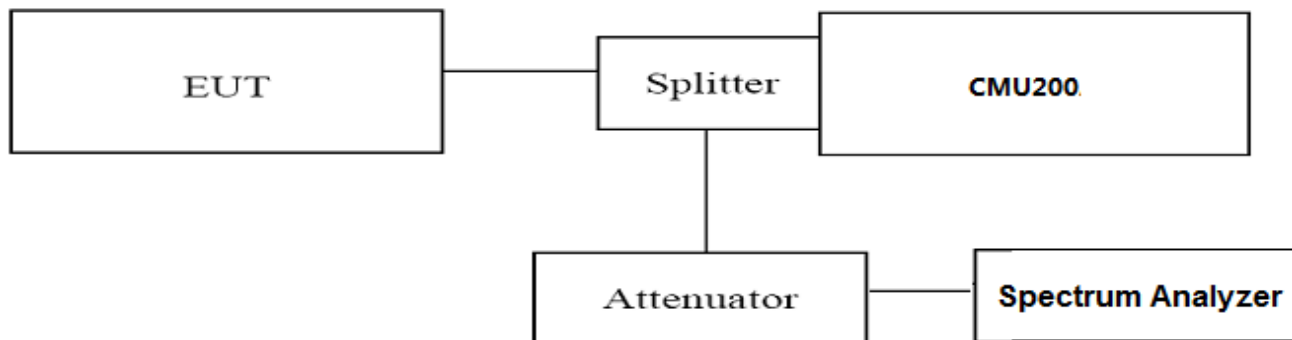 EUT
Splitter
CMU200
Attenuator
Spectrum Analyzer